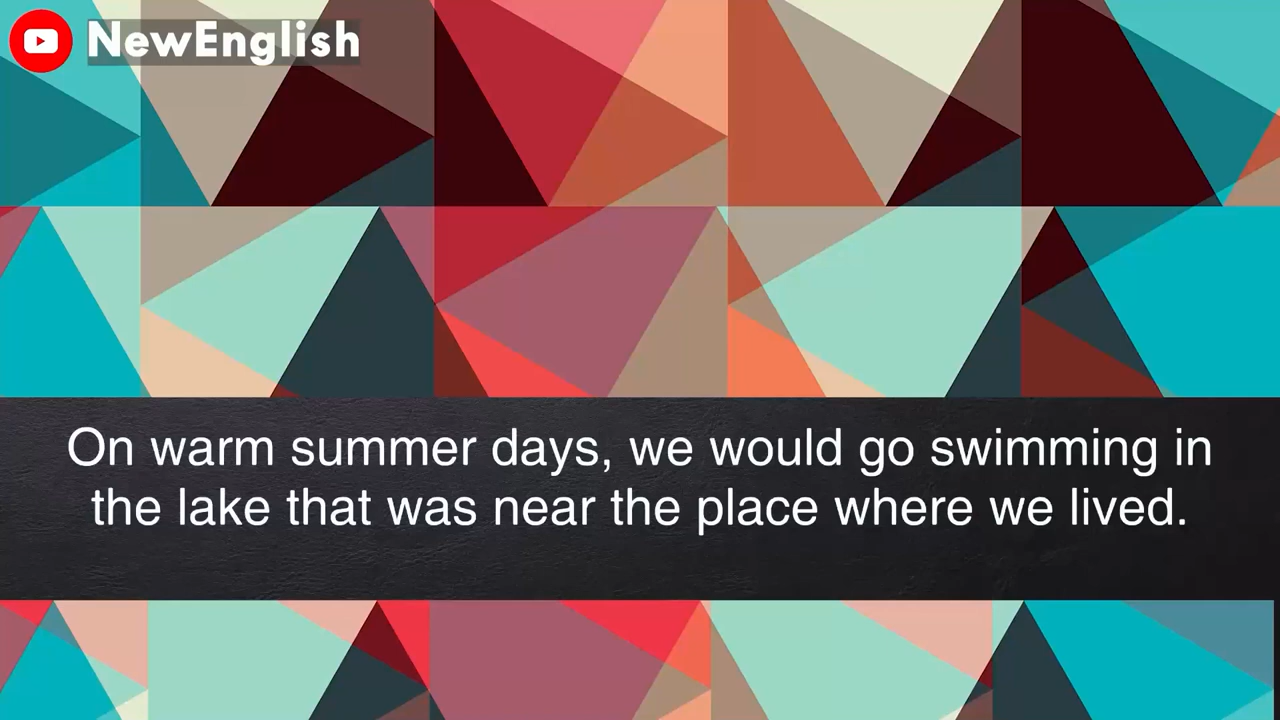 NewEnglish
On warm summer days, we would go swimming in
the lake that was near the place where we lived.